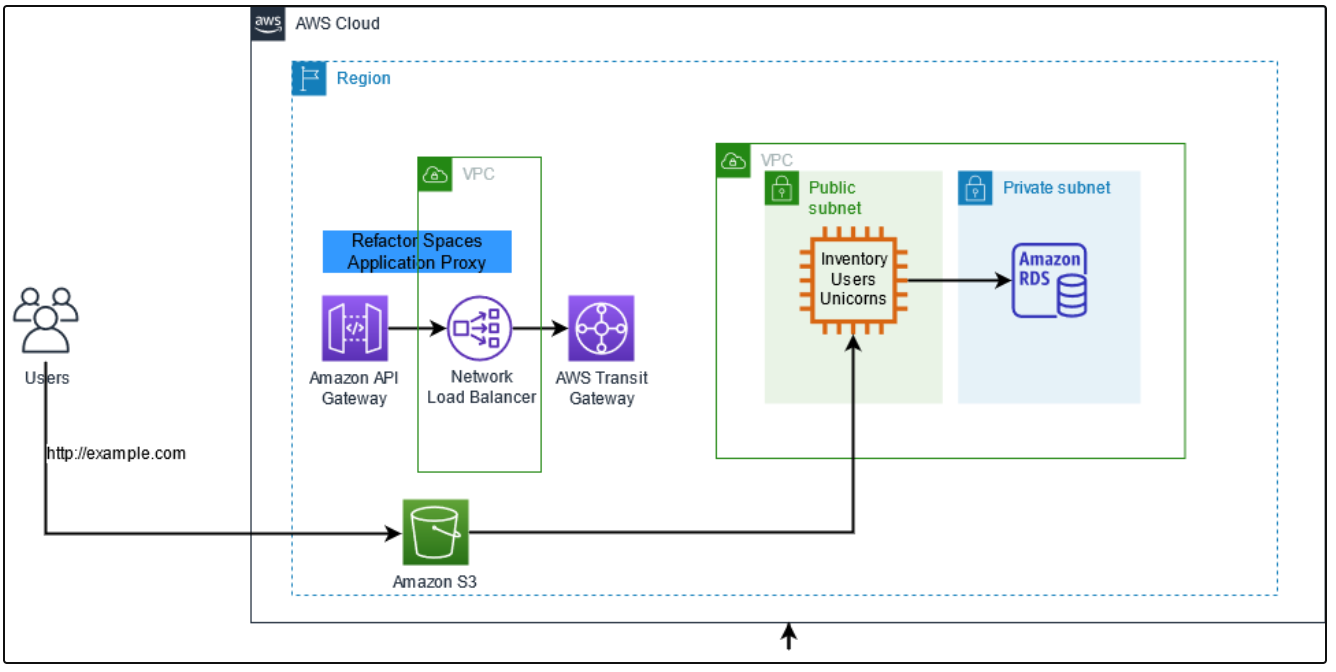 aws
AWS Cloud
Region
VPC
VPC
Public
subnet
Private subnet
Refactor Spaces
Application Proxy
Inventory
Users
Unicorns
Amazon
RDS
</>
Amazon API
Gateway
Network
Load Balancer
AWS Transit
Gateway
Users
http://example.com
Amazon S3